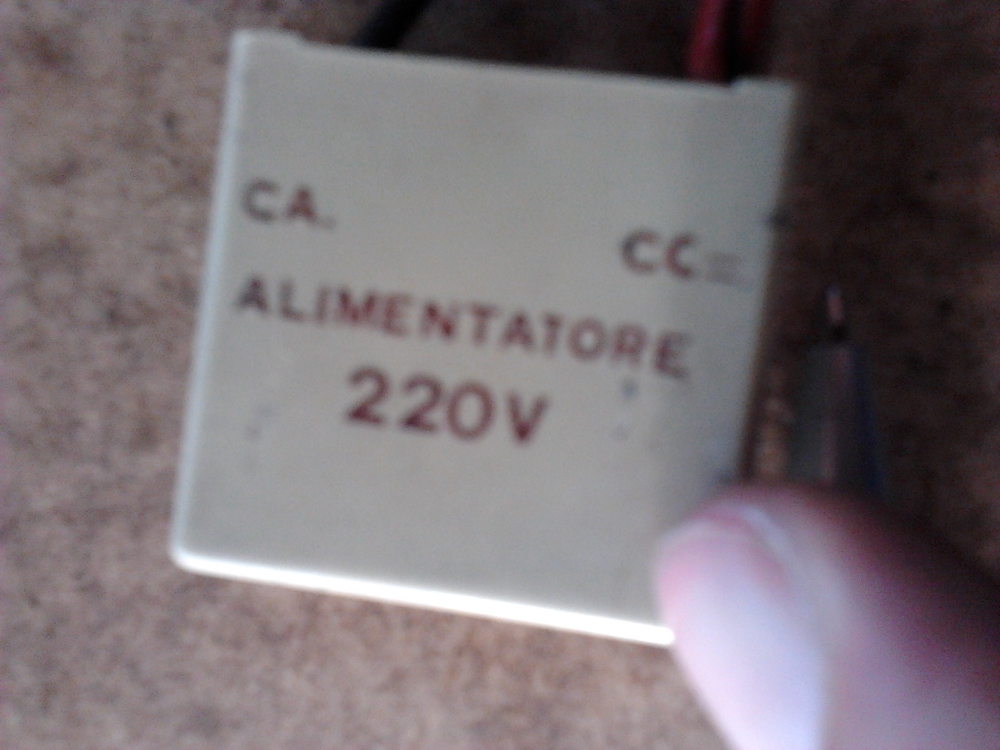 CA.
CC=
ALIMENTATORE
220V